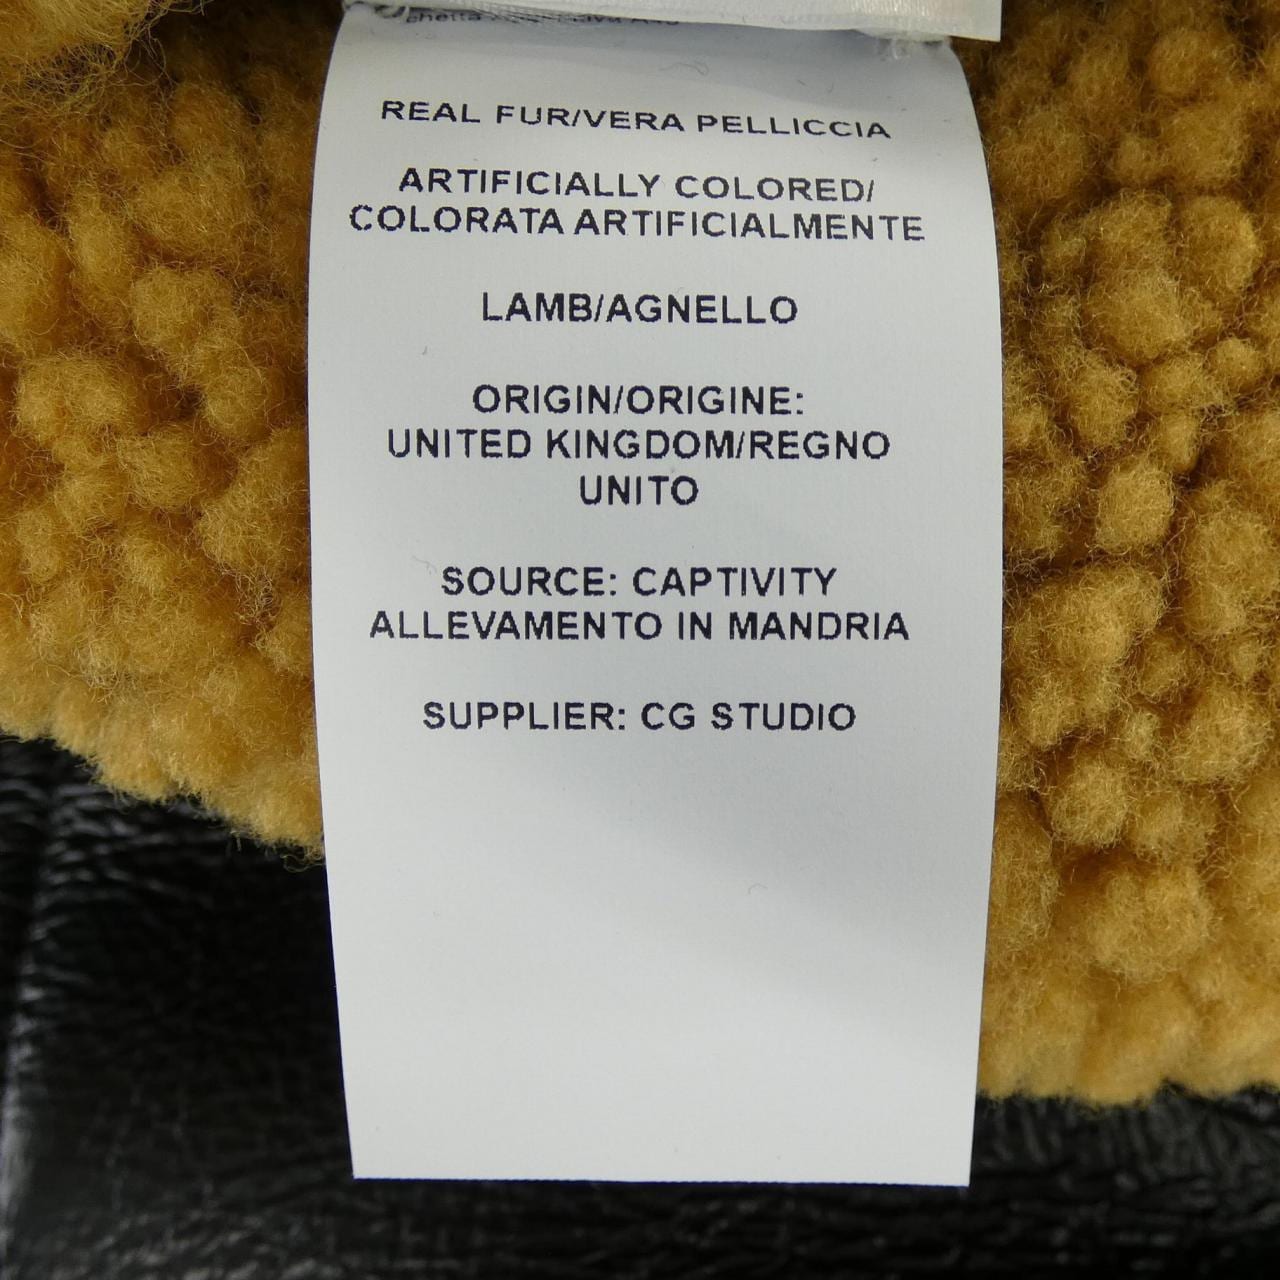 REAL FUR/VERA PELLICCIA
ARTIFICIALLY COLORED/
COLORATA ARTIFICIALMENTE
LAMB/AGNELLO
ORIGIN/ORIGINE:
UNITED KINGDOM/REGNO
UNITO
SOURCE: CAPTIVITY
ALLEVAMENTO IN MANDRIA
SUPPLIER: CG STUDIO